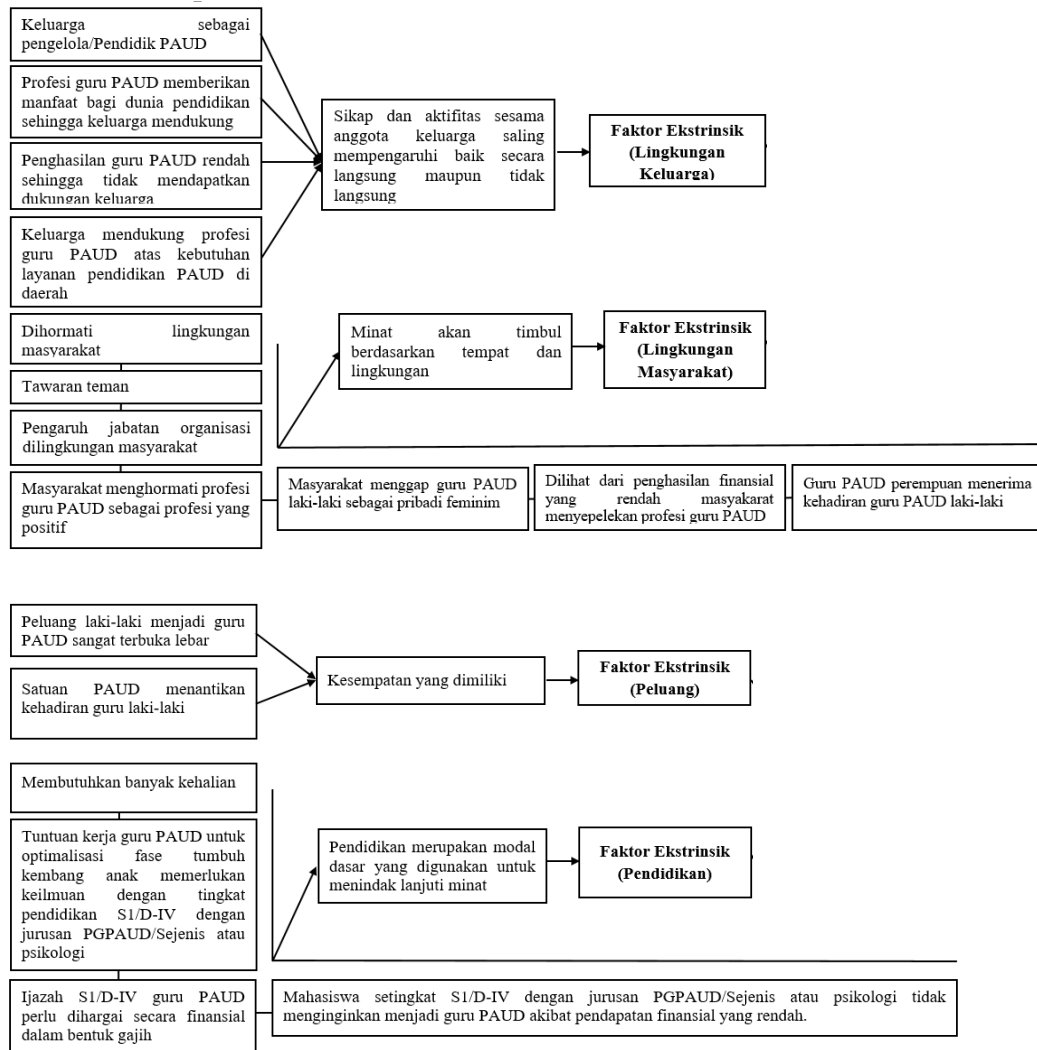 Keluarga sebagai
pengelola/Pendidik PAUD
Profesi guru PAUD memberikan
manfaat bagi dunia pendidikan
sehingga keluarga mendukung
Penghasilan guru PAUD rendah
sehingga tidak mendapatkan
dukungan keluarga
Keluarga mendukung profesi
guru PAUD atas kebutuhan
layanan pendidikan PAUD di
daerah
Sikap dan aktifitas sesama
anggota keluarga saling
mempengaruhi baik secara
langsung maupun tidak
langsung
Faktor Ekstrinsik
(Lingkungan
Keluarga)
Dihormati lingkungan
masyarakat
Tawaran teman
Pengaruh jabatan organisasi
dilingkungan masyarakat
Masyarakat menghormati profesi
guru PAUD sebagai profesi yang
positif
Minat akan timbul
berdasarkan tempat dan
lingkungan
Faktor Ekstrinsik
(Lingkungan
Masyarakat)
Masyarakat menggap guru PAUD
laki-laki sebagai pribadi feminim
Dilihat dari penghasilan finansial
yang rendah masyakarat
menyepelekan profesi guru PAUD
Guru PAUD perempuan menerima
kehadiran guru PAUD laki-laki
Peluang laki-laki menjadi guru
PAUD sangat terbuka lebar
Satuan PAUD menantikan
kehadiran guru laki-laki
Kesempatan yang dimiliki
Faktor Ekstrinsik
(Peluang)
Membutuhkan banyak kehalian
Tuntuan kerja guru PAUD untuk
optimalisasi fase tumbuh
kembang anak memerlukan
keilmuan dengan tingkat
pendidikan S1/D-IV dengan
jurusan PGPAUD/Sejenis atau
psikologi
Ijazah S1/D-IV guru PAUD
perlu dihargai secara finansial
dalam bentuk gajih
Pendidikan merupakan modal
dasar yang digunakan untuk
menindak lanjuti minat
Faktor Ekstrinsik
(Pendidikan)
Mahasiswa setingkat S1/D-IV dengan jurusan PGPAUD/Sejenis atau psikologi tidak
menginginkan menjadi guru PAUD akibat pendapatan finansial yang rendah.